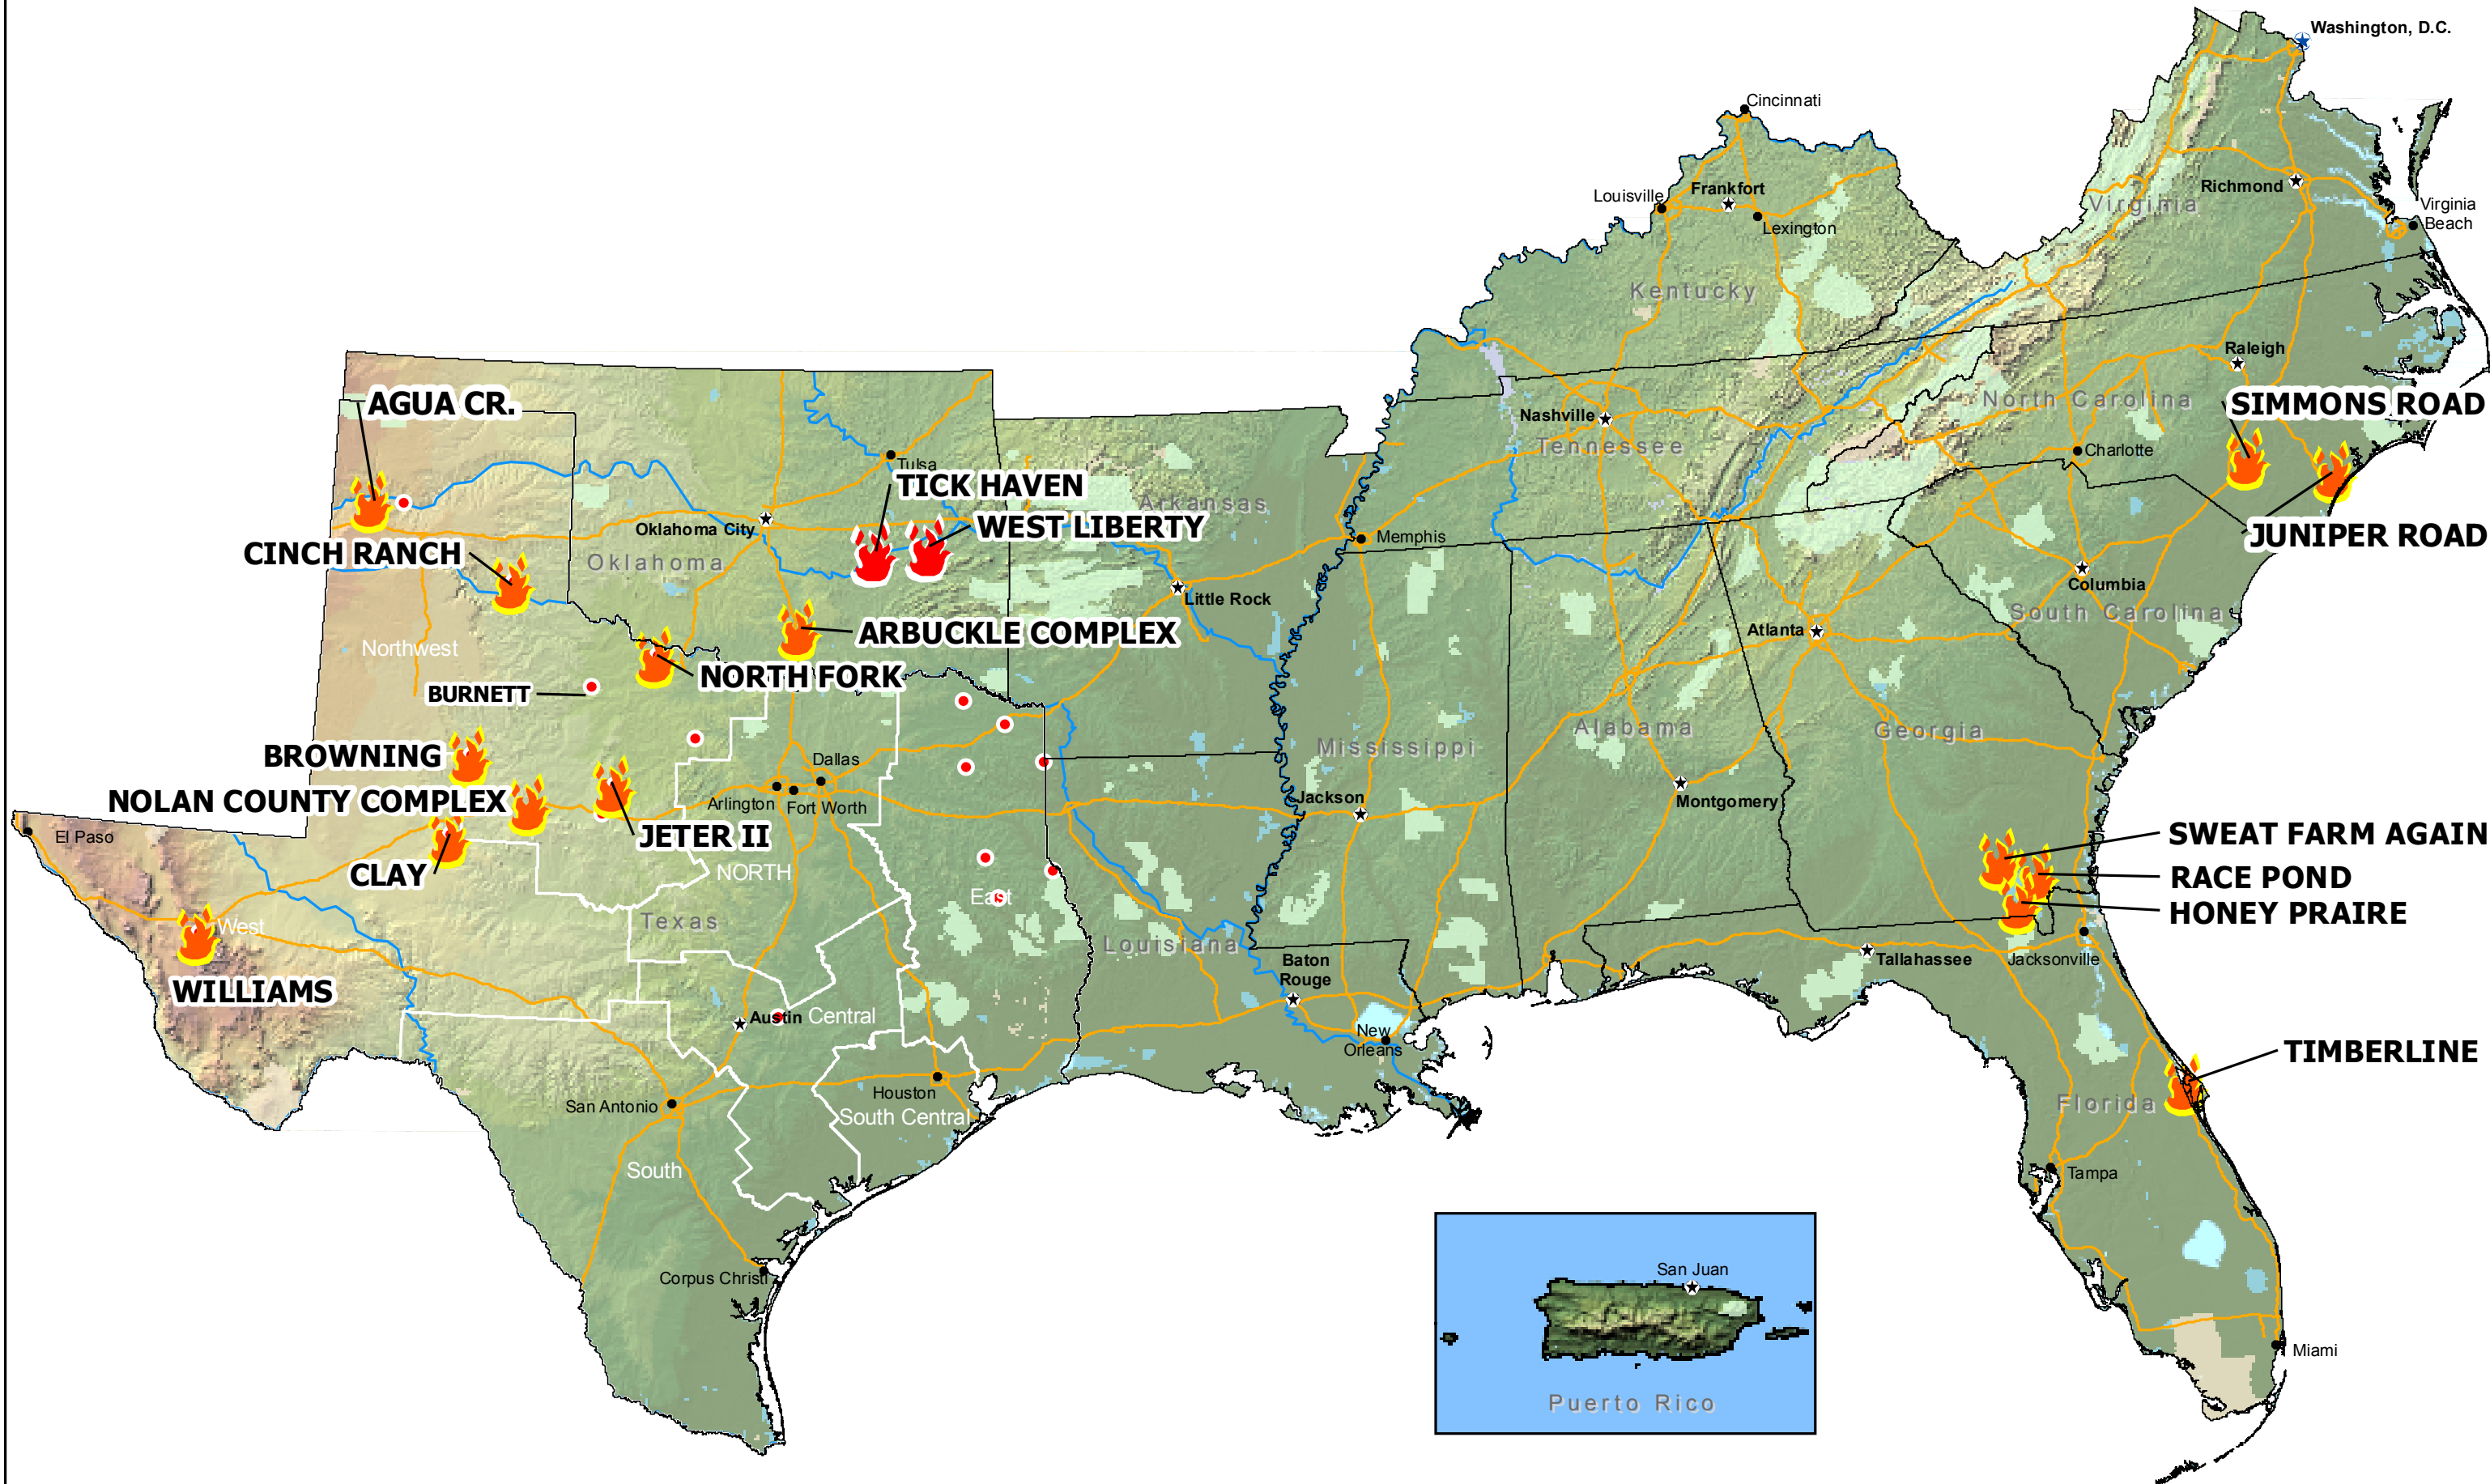 Washington, D.C.
Cincinnati
Louisville
Frankfort
Lexington
Richmond
Virginia
Virginia
Beach
Kentucky
Raleigh
AGUA CR.
Nashville
North Carolina
SIMMONS ROAD
Tennessee
Charlotte
Tulsa
TICK HAVEN
Arkansas
Oklahoma City
WEST LIBERTY
Memphis
JUNIPER ROAD
CINCH RANCH
Oklahoma
Columbia
Little Rock
South Carolina
ARBUCKLE COMPLEX
Atlanta
Northwest
NORTH FORK
BURNETT
Alabama
Georgia
Mississippi
BROWNING
Dallas
NOLAN COUNTY COMPLEX
Arlington
Fort Worth
Jackson
Montgomery
El Paso
JETER II
SWEAT FARM AGAIN
CLAY
NORTH
RACE POND
East
HONEY PRAIRE
Texas
West
Louisiana
Baton
Rouge
Tallahassee
Jacksonville
WILLIAMS
Austin
Central
New
Orleans
TIMBERLINE
Houston
San Antonio
South Central
Florida
South
Tampa
San Juan
Corpus Christi
Miami
Puerto Rico